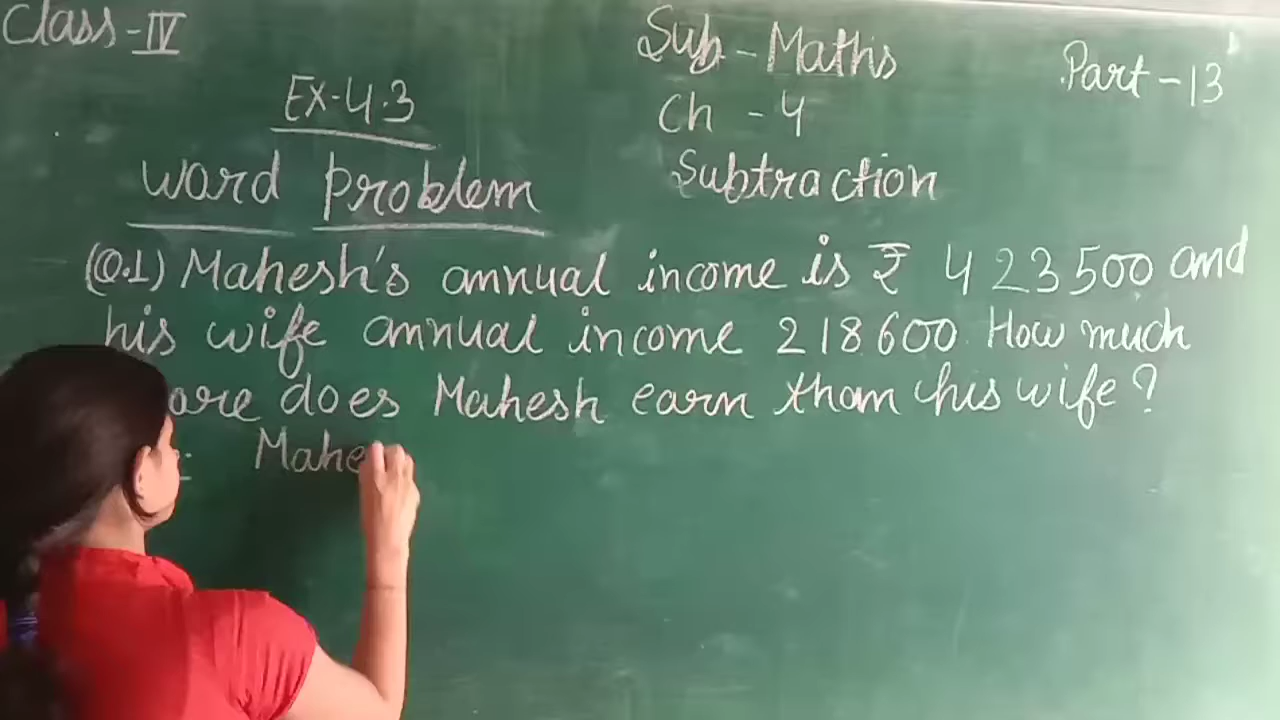 Class-IV
Sub - Maths
Part - 13
Ex-4.3
Ch - 4
word problem
Subtraction
(Q.1) Mahesh's annual income is ₹ 423500 and
his wife annual income 218600 How much
does Mahesh earn than his wife?
Mahe